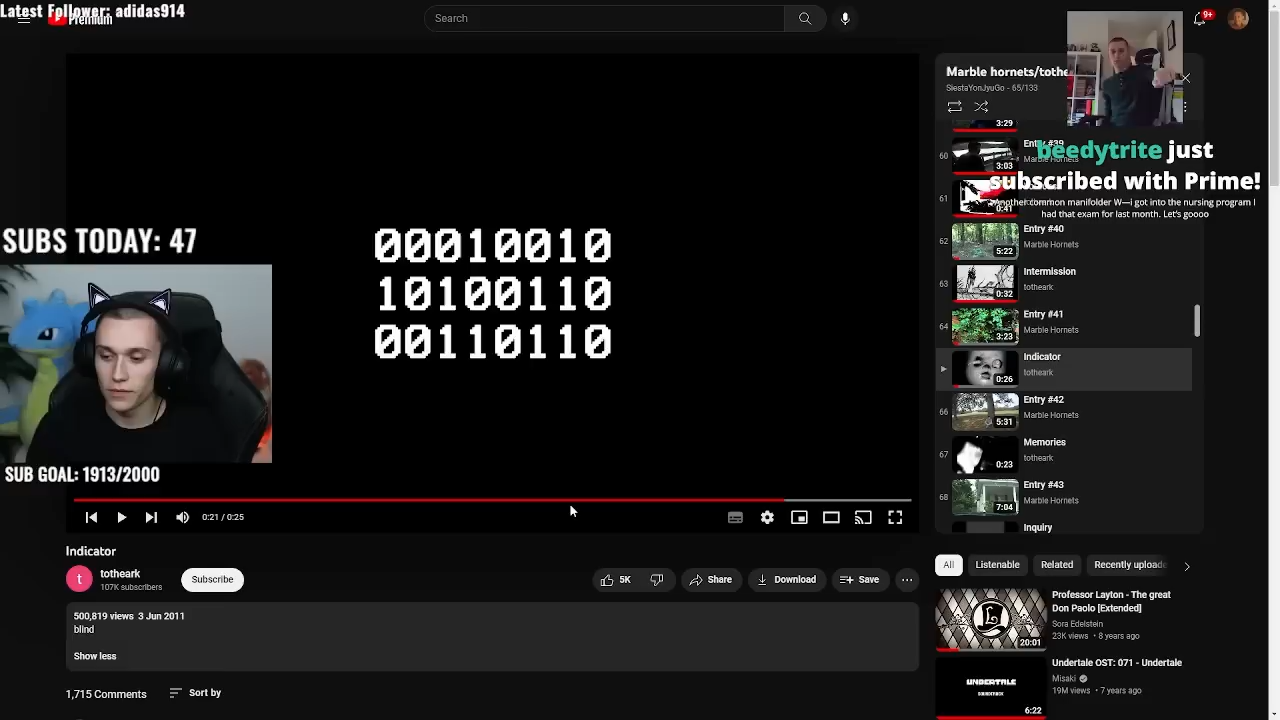 Latest Follower: adidas914
Premium
Search
9+
SUBS TODAY: 47
SUB GOAL: 1913/2000
00010010
10100110
00110110
0:21 / 0:25
Marble hornets/tothe
SiestaYonJyuGo - 65/133
3:29
60
Entry #39
Marble Hornets
3:03
61
0:41
beedytrite just
subscribed with Prime!
Another common manifolder W—i got into the nursing program I
had that exam for last month. Let's goooo
62
Entry #40
Marble Hornets
5:22
63
Intermission
totheark
0:32
64
Entry #41
Marble Hornets
3:23
Indicator
totheark
0:26
66
Entry #42
Marble Hornets
5:31
67
Memories
totheark
0:23
68
Entry #43
Marble Hornets
7:04
Inquiry
Indicator
t
totheark
107K subscribers
Subscribe
5K
Share
Download
Save
500,819 views 3 Jun 2011
blind
Show less
1,715 Comments
Sort by
All
Listenable
Related
Recently uploade
Professor Layton - The great
Don Paolo [Extended]
Sora Edelstein
23K views • 8 years ago
20:01
Undertale OST: 071 - Undertale
Misaki
19M views • 7 years ago
UNDERTALE
SOUNDTRACK
6:22